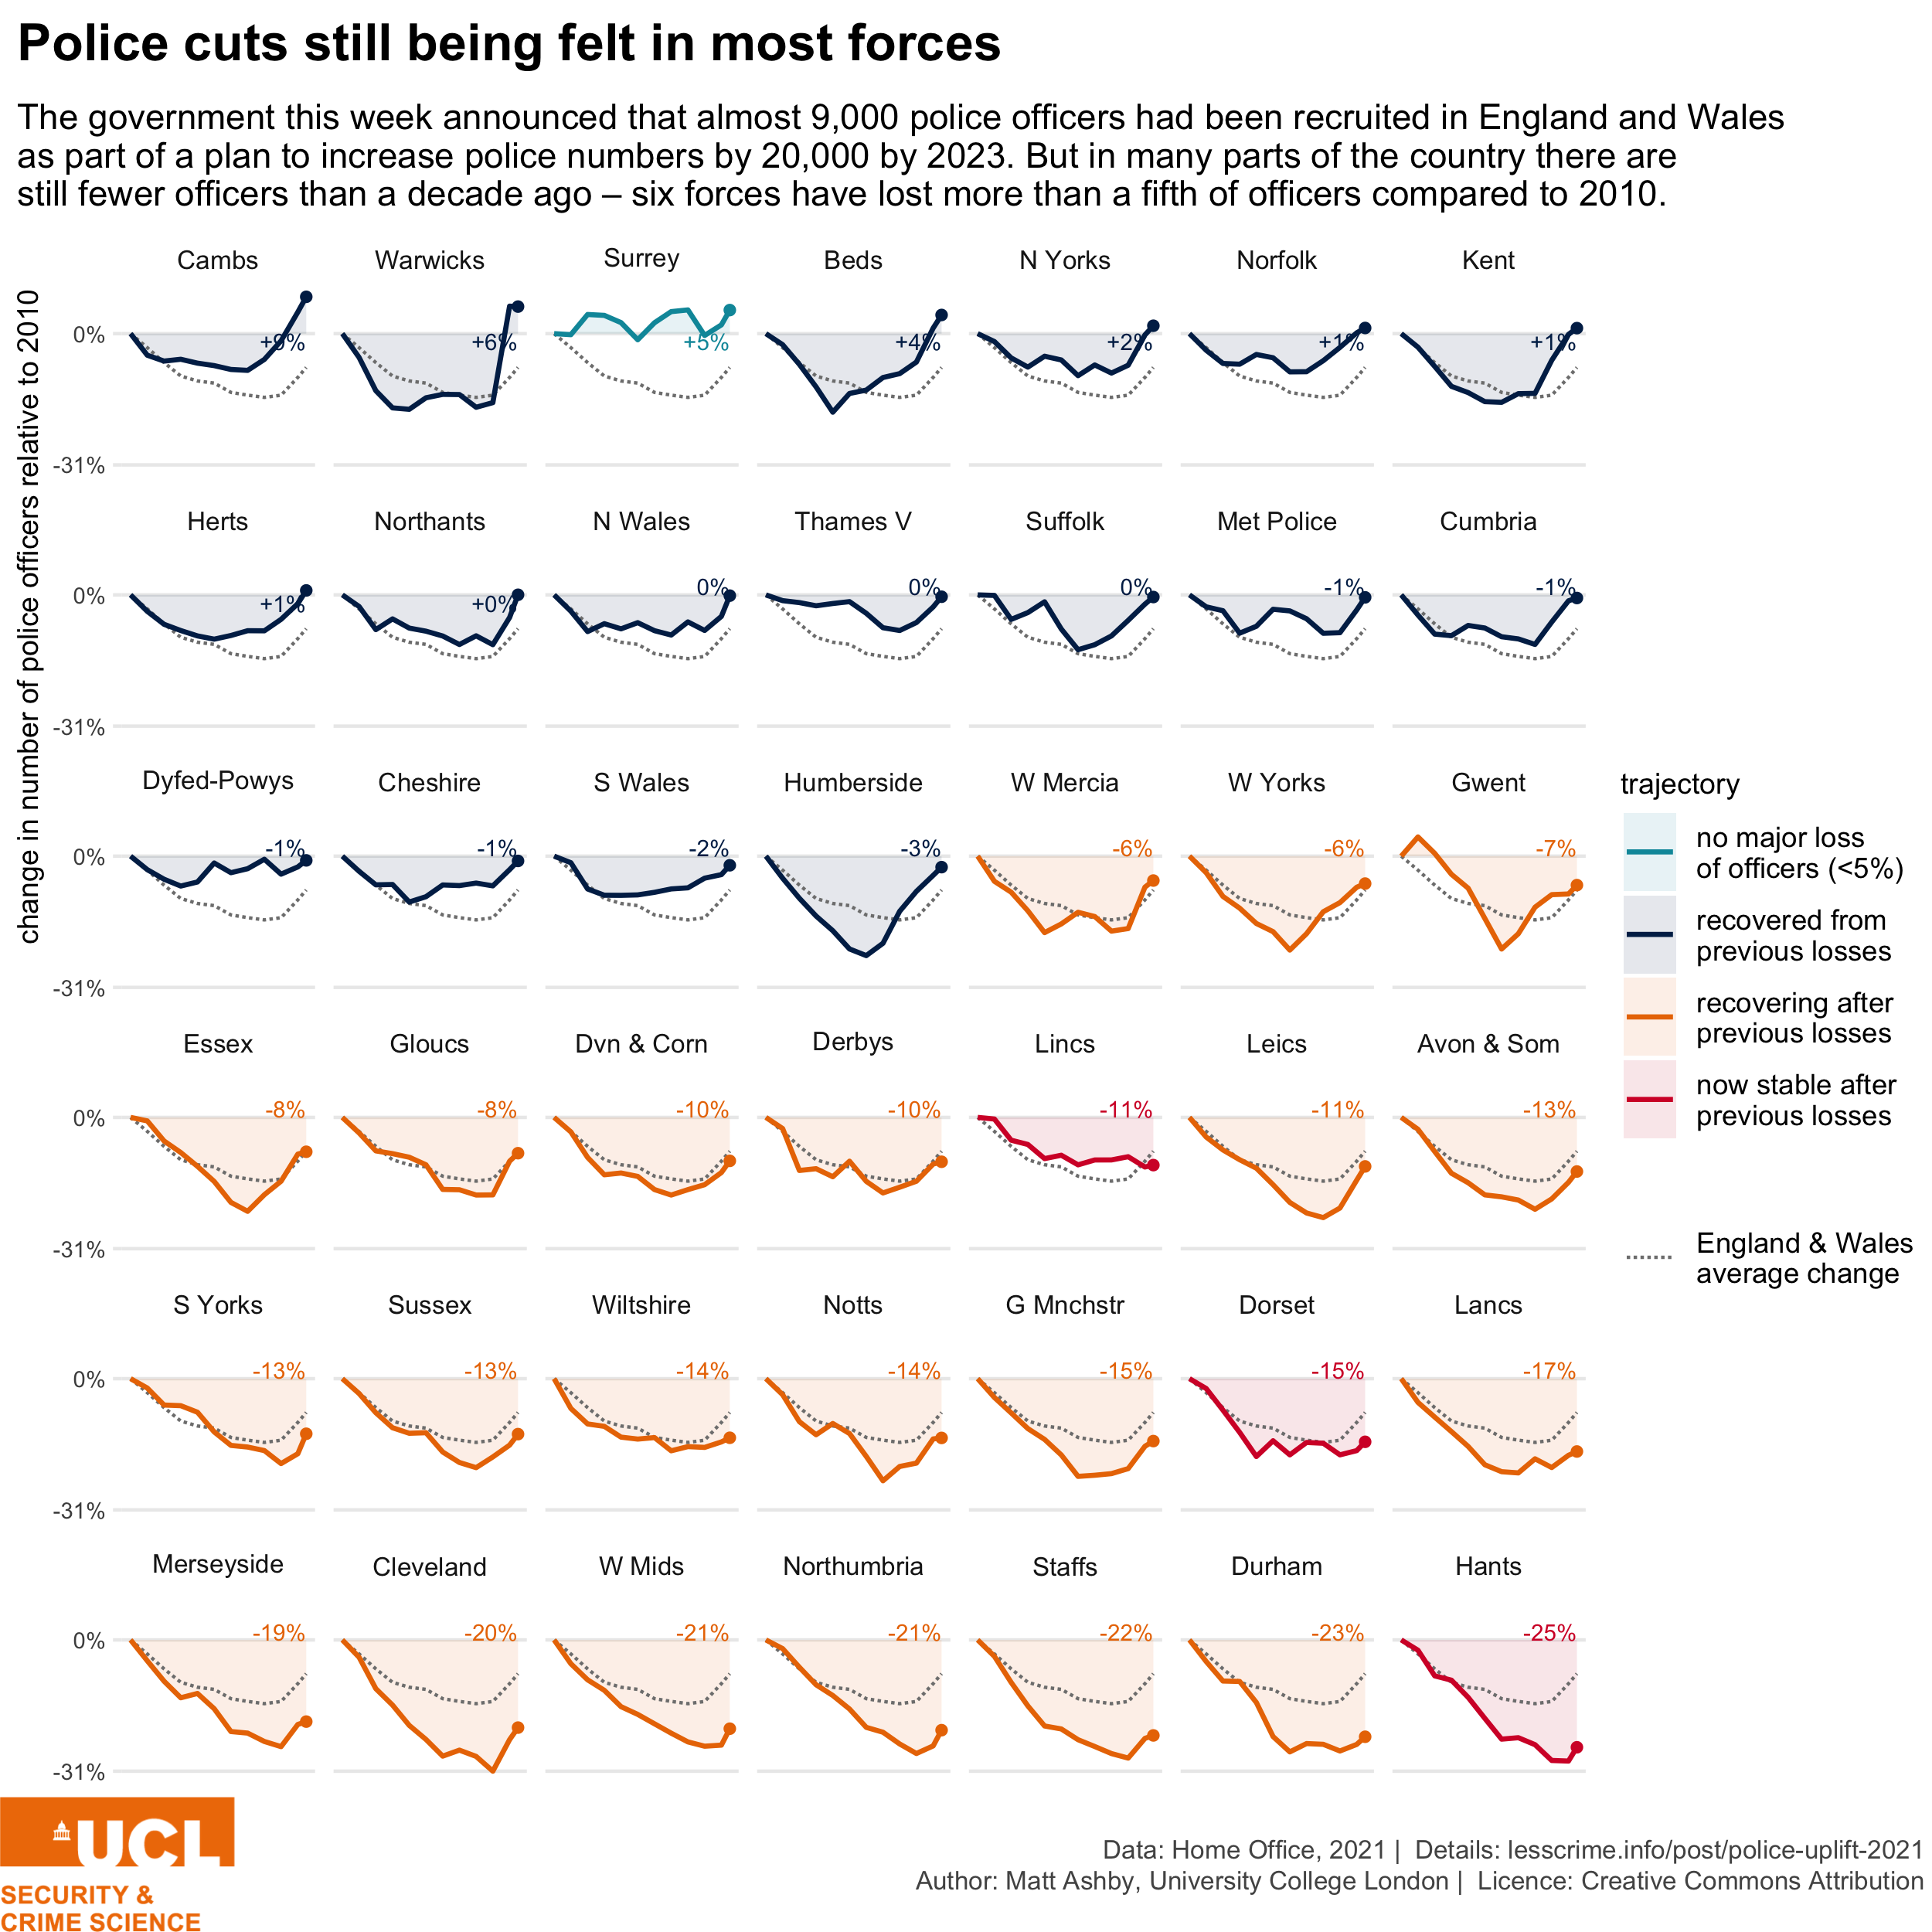 Police cuts still being felt in most forces
The government this week announced that almost 9,000 police officers had been recruited in England and Wales
as part of a plan to increase police numbers by 20,000 by 2023. But in many parts of the country there are
still fewer officers than a decade ago – six forces have lost more than a fifth of officers compared to 2010.
change in number of police officers relative to 2010
Cambs Warwicks Surrey Beds N Yorks Norfolk Kent
0% +9% +6% +5% +4% +2% +1% +1%
-31%
Herts Northants N Wales Thames V Suffolk Met Police Cumbria
0% +1% +0% 0% 0% 0% -1% -1%
-31%
Dyfed-Powys Cheshire S Wales Humberside W Mercia W Yorks Gwent
0% -1% -1% -2% -3% -6% -6% -7%
-31%
Essex Gloucs Dvn & Corn Derbys Lincs Leics Avon & Som
0% -8% -8% -10% -10% -11% -11% -13%
-31%
S Yorks Sussex Wiltshire Notts G Mnchstr Dorset Lancs
0% -13% -13% -14% -14% -15% -15% -17%
-31%
Merseyside Cleveland W Mids Northumbria Staffs Durham Hants
0% -19% -20% -21% -21% -22% -23% -25%
-31%
trajectory
no major loss
of officers (<5%)
recovered from
previous losses
recovering after
previous losses
now stable after
previous losses
England & Wales
average change
UCL
SECURITY &
CRIME SCIENCE
Data: Home Office, 2021 | Details: lesscrime.info/post/police-uplift-2021
Author: Matt Ashby, University College London | Licence: Creative Commons Attribution